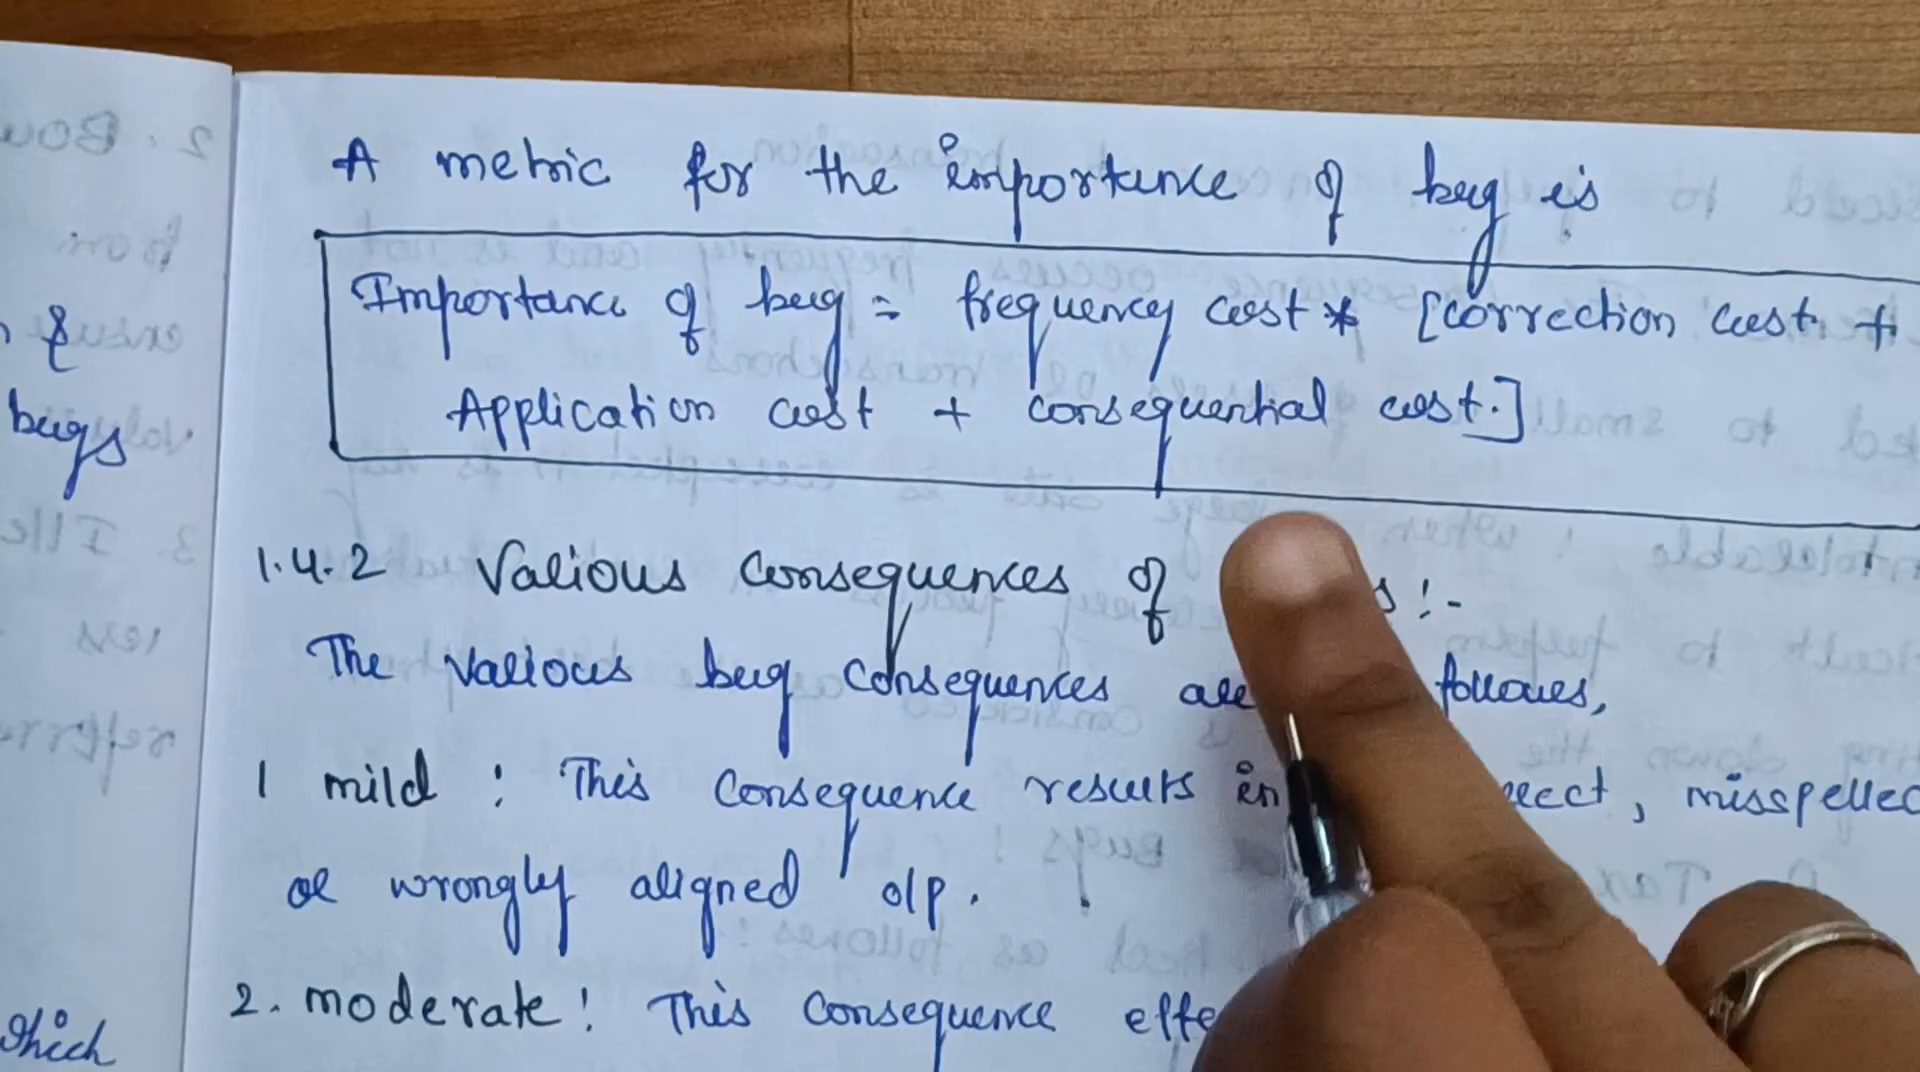 A metric for the importance of bug is
Importance of bug = frequency cost * [correction cost +
Application cost + consequential cost.]
1.4.2 Various Consequences of
The various bug consequences are follows,
1 mild : This Consequence results in , misspelled
or wrongly aligned o/p.
2. moderate : This Consequence
&
bugs
which